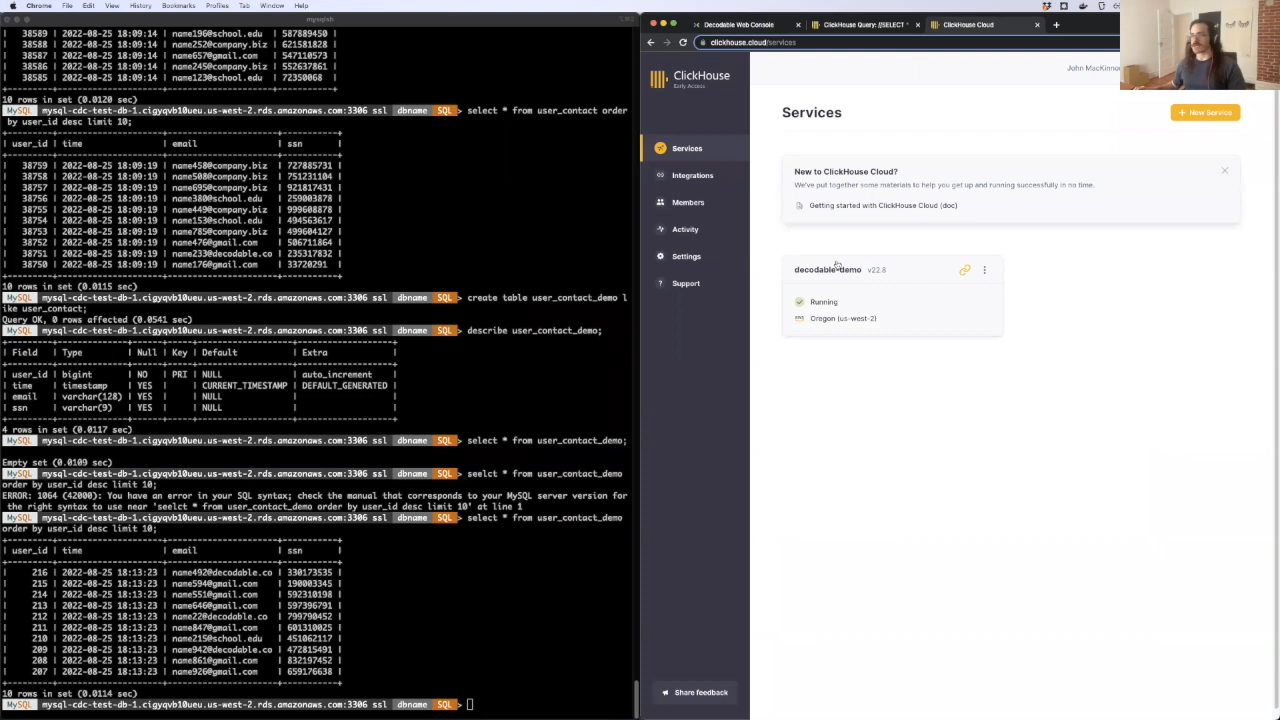 Chrome File Edit View History Bookmarks Profiles Tab Window Help
mysqlsh
38589 | 2022-08-25 18:09:14 | name196@school.edu | 587889450 |
38588 | 2022-08-25 18:09:14 | name252@company.biz | 621581828 |
38587 | 2022-08-25 18:09:14 | name657@gmail.com | 547110573 |
38586 | 2022-08-25 18:09:14 | name245@company.biz | 552637861 |
38585 | 2022-08-25 18:09:14 | name123@school.edu | 72350068 |
10 rows in set (0.0120 sec)
MySQL mysql-cdc-test-db-1.cigyqvb10ueu.us-west-2.rds.amazonaws.com:3306 ssl dbname SQL > select * from user_contact order
by user_id desc limit 10;
| user_id | time | email | ssn |
| 38759 | 2022-08-25 18:09:19 | name458@company.biz | 727885731 |
| 38758 | 2022-08-25 18:09:19 | name508@company.biz | 751231104 |
| 38757 | 2022-08-25 18:09:19 | name695@company.biz | 921817431 |
| 38756 | 2022-08-25 18:09:19 | name380@school.edu | 259003878 |
| 38755 | 2022-08-25 18:09:19 | name449@company.biz | 999608878 |
| 38754 | 2022-08-25 18:09:19 | name153@school.edu | 494563617 |
| 38753 | 2022-08-25 18:09:19 | name785@company.biz | 499604127 |
| 38752 | 2022-08-25 18:09:19 | name476@gmail.com | 506711864 |
| 38751 | 2022-08-25 18:09:19 | name233@decodable.co | 235317832 |
| 38750 | 2022-08-25 18:09:19 | name176@gmail.com | 33720291 |
10 rows in set (0.0115 sec)
MySQL mysql-cdc-test-db-1.cigyqvb10ueu.us-west-2.rds.amazonaws.com:3306 ssl dbname SQL > create table user_contact_demo l
ike user_contact;
Query OK, 0 rows affected (0.0541 sec)
MySQL mysql-cdc-test-db-1.cigyqvb10ueu.us-west-2.rds.amazonaws.com:3306 ssl dbname SQL > describe user_contact_demo;
| Field | Type | Null | Key | Default | Extra |
| user_id | bigint | NO | PRI | NULL | auto_increment |
| time | timestamp | YES | | CURRENT_TIMESTAMP | DEFAULT_GENERATED |
| email | varchar(128) | YES | | NULL | |
| ssn | varchar(9) | YES | | NULL | |
4 rows in set (0.0117 sec)
MySQL mysql-cdc-test-db-1.cigyqvb10ueu.us-west-2.rds.amazonaws.com:3306 ssl dbname SQL > select * from user_contact_demo;
Empty set (0.0109 sec)
MySQL mysql-cdc-test-db-1.cigyqvb10ueu.us-west-2.rds.amazonaws.com:3306 ssl dbname SQL > seelct * from user_contact_demo
order by user_id desc limit 10;
ERROR: 1064 (42000): You have an error in your SQL syntax; check the manual that corresponds to your MySQL server version for
the right syntax to use near 'seelct * from user_contact_demo order by user_id desc limit 10' at line 1
MySQL mysql-cdc-test-db-1.cigyqvb10ueu.us-west-2.rds.amazonaws.com:3306 ssl dbname SQL > select * from user_contact_demo
order by user_id desc limit 10;
| user_id | time | email | ssn |
| 216 | 2022-08-25 18:13:23 | name492@decodable.co | 330173535 |
| 215 | 2022-08-25 18:13:23 | name594@gmail.com | 190003345 |
| 214 | 2022-08-25 18:13:23 | name551@gmail.com | 592310198 |
| 213 | 2022-08-25 18:13:23 | name646@gmail.com | 597396791 |
| 212 | 2022-08-25 18:13:23 | name22@decodable.co | 799790452 |
| 211 | 2022-08-25 18:13:23 | name847@gmail.com | 601310025 |
| 210 | 2022-08-25 18:13:23 | name215@school.edu | 451062117 |
| 209 | 2022-08-25 18:13:23 | name942@decodable.co | 472815491 |
| 208 | 2022-08-25 18:13:23 | name861@gmail.com | 832197452 |
| 207 | 2022-08-25 18:13:23 | name926@gmail.com | 659176638 |
10 rows in set (0.0114 sec)
MySQL mysql-cdc-test-db-1.cigyqvb10ueu.us-west-2.rds.amazonaws.com:3306 ssl dbname SQL >
Decodable Web Console
ClickHouse Query: //SELECT *
ClickHouse Cloud
clickhouse.cloud/services
ClickHouse
Early Access
Services
Integrations
Members
Activity
Settings
Support
Share feedback
John MacKinnon
Services
+ New Service
New to ClickHouse Cloud?
We've put together some materials to help you get up and running successfully in no time.
Getting started with ClickHouse Cloud (doc)
decodable-demo v22.8
Running
Oregon (us-west-2)